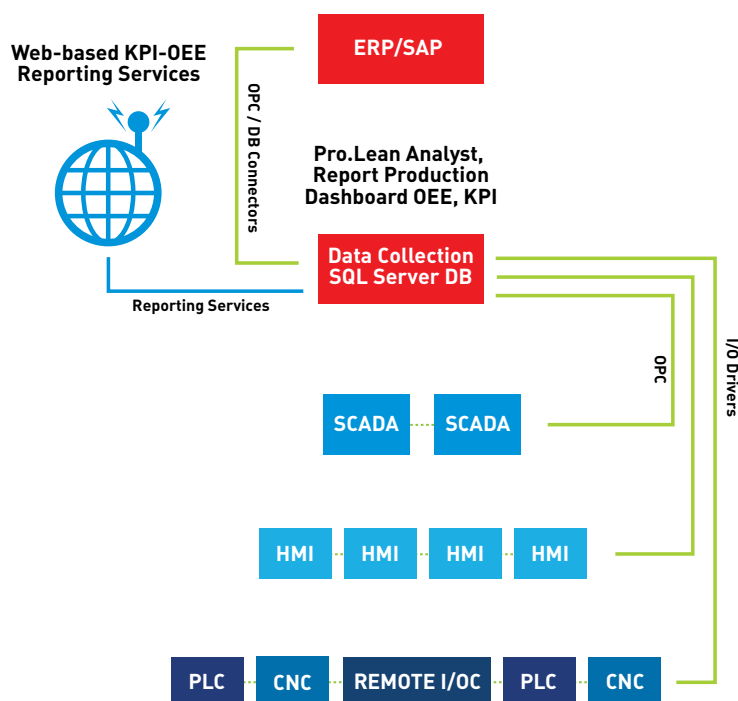 Web-based KPI-OEE
Reporting Services
ERP/SAP
OPC / DB Connectors
Pro.Lean Analyst,
Report Production
Dashboard OEE, KPI
Data Collection
SQL Server DB
Reporting Services
OPC
I/O Drivers
SCADA
SCADA
HMI
HMI
HMI
HMI
PLC
CNC
REMOTE I/OC
PLC
CNC